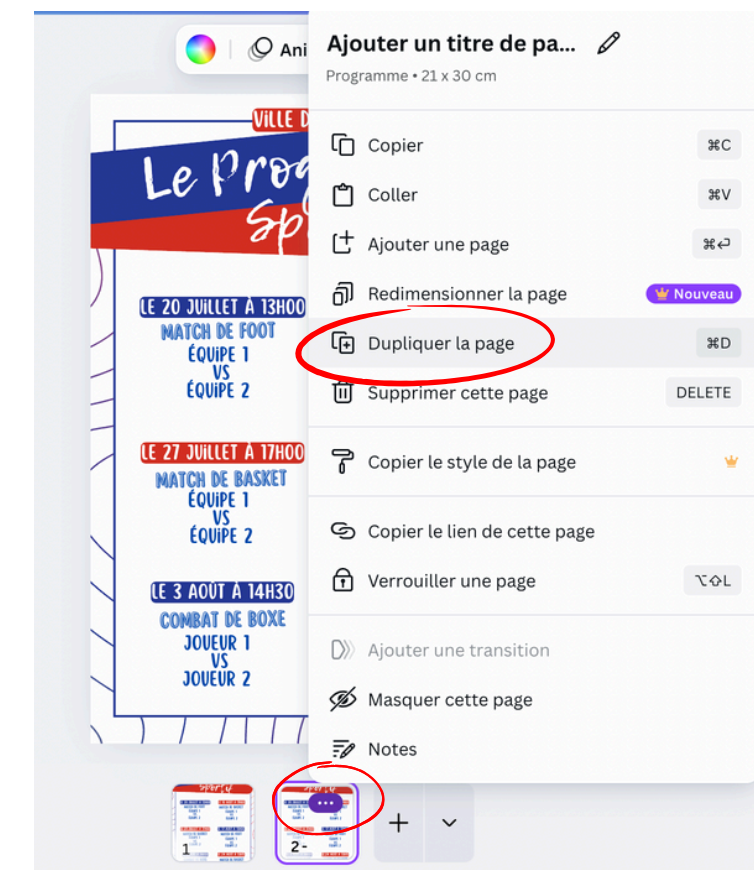 Ani
Ajouter un titre de pa...
Programme • 21 x 30 cm
VILLE D
Le Prog
Sp
LE 20 JUILLET À 13H00
MATCH DE FOOT
ÉQUIPE 1
VS
ÉQUIPE 2
LE 27 JUILLET À 17H00
MATCH DE BASKET
ÉQUIPE 1
VS
ÉQUIPE 2
LE 3 AOÛT À 14H30
COMBAT DE BOXE
JOUEUR 1
VS
JOUEUR 2
Copier ⌘C
Coller ⌘V
Ajouter une page ⌘↵
Redimensionner la page Nouveau
Dupliquer la page ⌘D
Supprimer cette page DELETE
Copier le style de la page
Copier le lien de cette page
Verrouiller une page ⌥⇧L
Ajouter une transition
Masquer cette page
Notes
1
2-